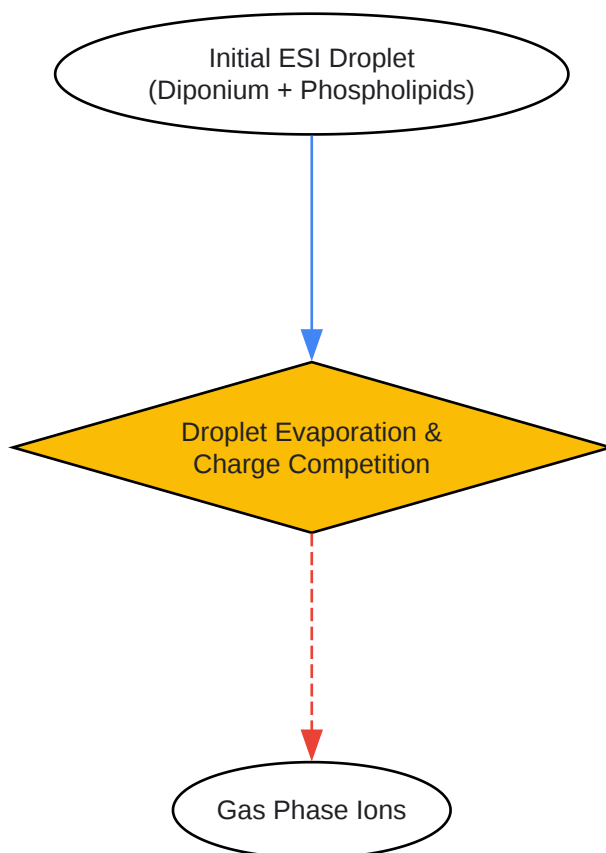 Initial ESI Droplet
(Diponium + Phospholipids)
Droplet Evaporation &
Charge Competition
Gas Phase Ions